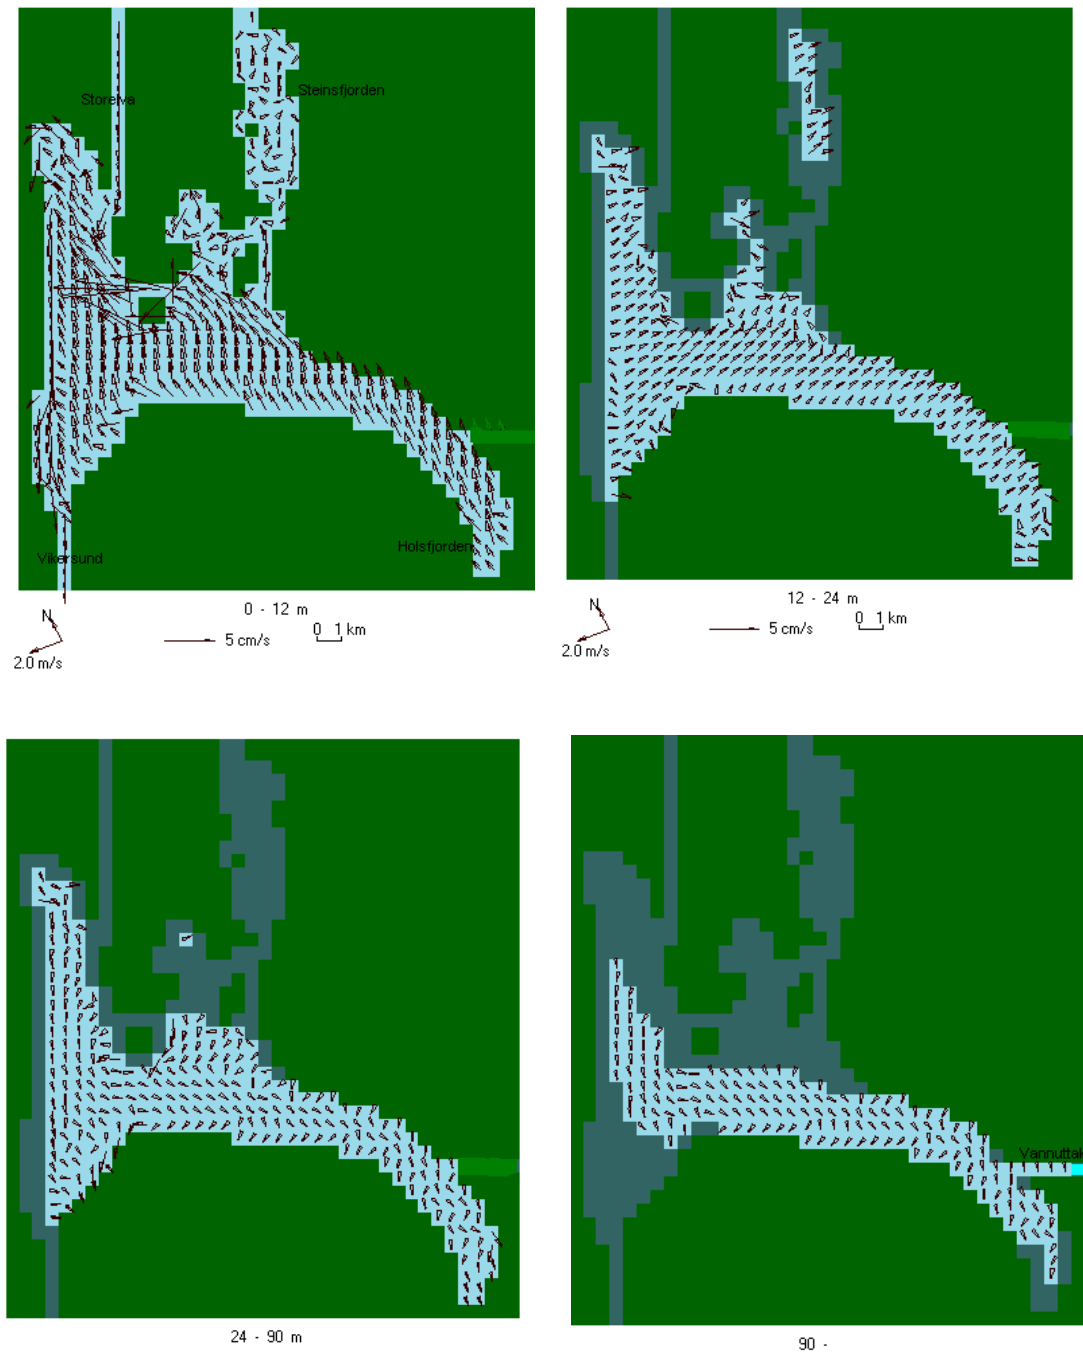 Storelva
Steinsfjorden
Vikersund
Holsfjorden
0 - 12 m
N
2.0 m/s
5 cm/s
0 1 km
12 - 24 m
N
2.0 m/s
5 cm/s
0 1 km
24 - 90 m
Vannuttak
90 -